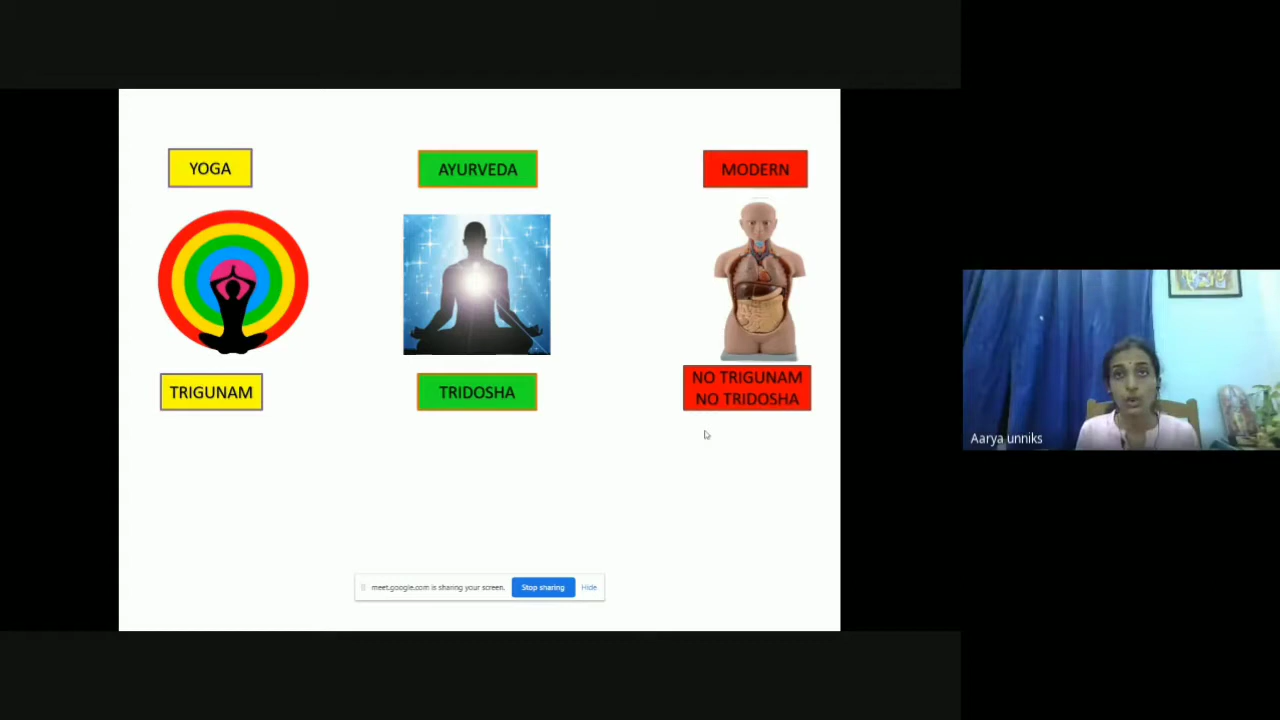 YOGA
AYURVEDA
MODERN
TRIGUNAM
TRIDOSHA
NO TRIGUNAM
NO TRIDOSHA
Aarya unniks
meet.google.com is sharing your screen.
Stop sharing
Hide